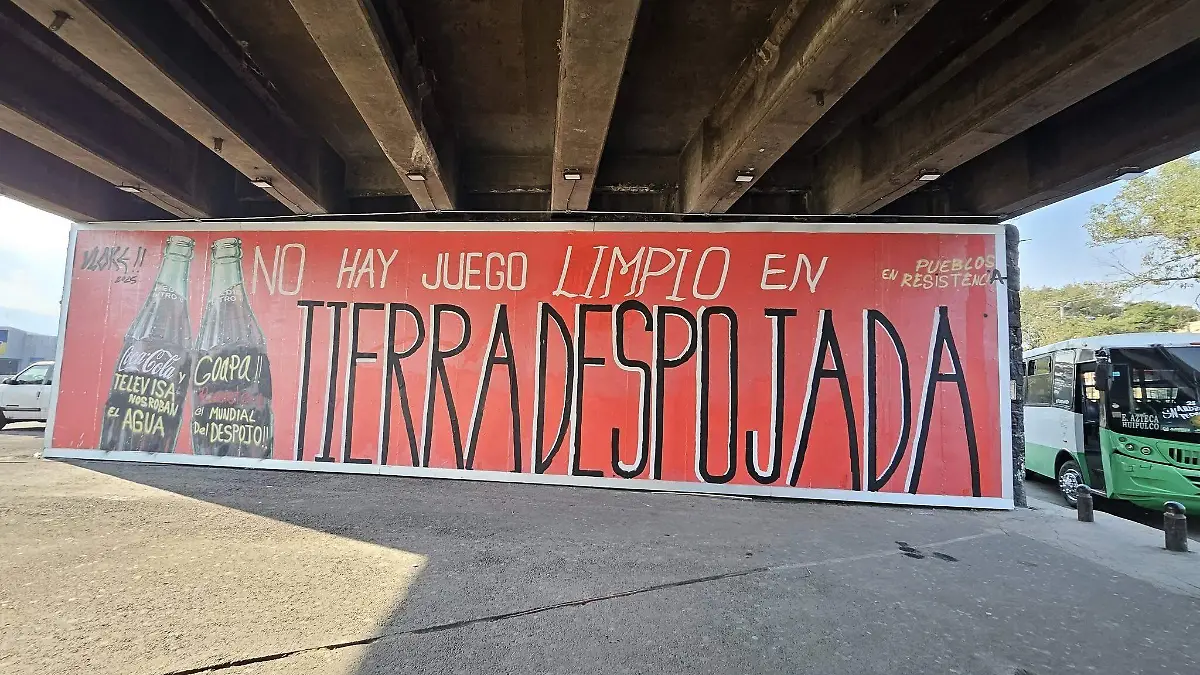 NO HAY JUEGO LIMPIO EN
TIERRA DESPOJADA
PUEBLOS
EN RESISTENCIA
Coca-Cola y
TELEVISA
NOS ROBAN
EL AGUA
Coapa!!
el MUNDIAL
Del DESPOJO!!
E. AZTECA
HUIPULCO